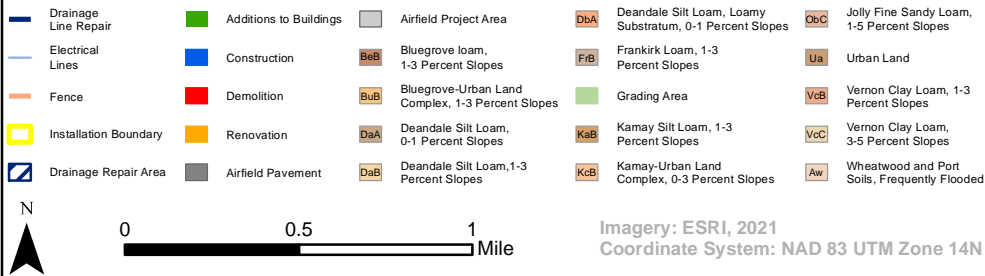 Drainage
Line Repair
Electrical
Lines
Fence
Installation Boundary
Drainage Repair Area
Additions to Buildings
Construction
Demolition
Renovation
Airfield Pavement
Airfield Project Area
BeB
Bluegrove loam,
1-3 Percent Slopes
BuB
Bluegrove-Urban Land
Complex, 1-3 Percent Slopes
DaA
Deandale Silt Loam,
0-1 Percent Slopes
DaB
Deandale Silt Loam,1-3
Percent Slopes
DbA
Deandale Silt Loam, Loamy
Substratum, 0-1 Percent Slopes
FrB
Frankirk Loam, 1-3
Percent Slopes
Grading Area
KaB
Kamay Silt Loam, 1-3
Percent Slopes
KcB
Kamay-Urban Land
Complex, 0-3 Percent Slopes
ObC
Jolly Fine Sandy Loam,
1-5 Percent Slopes
Ua
Urban Land
VcB
Vernon Clay Loam, 1-3
Percent Slopes
VcC
Vernon Clay Loam,
3-5 Percent Slopes
Aw
Wheatwood and Port
Soils, Frequently Flooded
N
0 0.5 1
Mile
Imagery: ESRI, 2021
Coordinate System: NAD 83 UTM Zone 14N